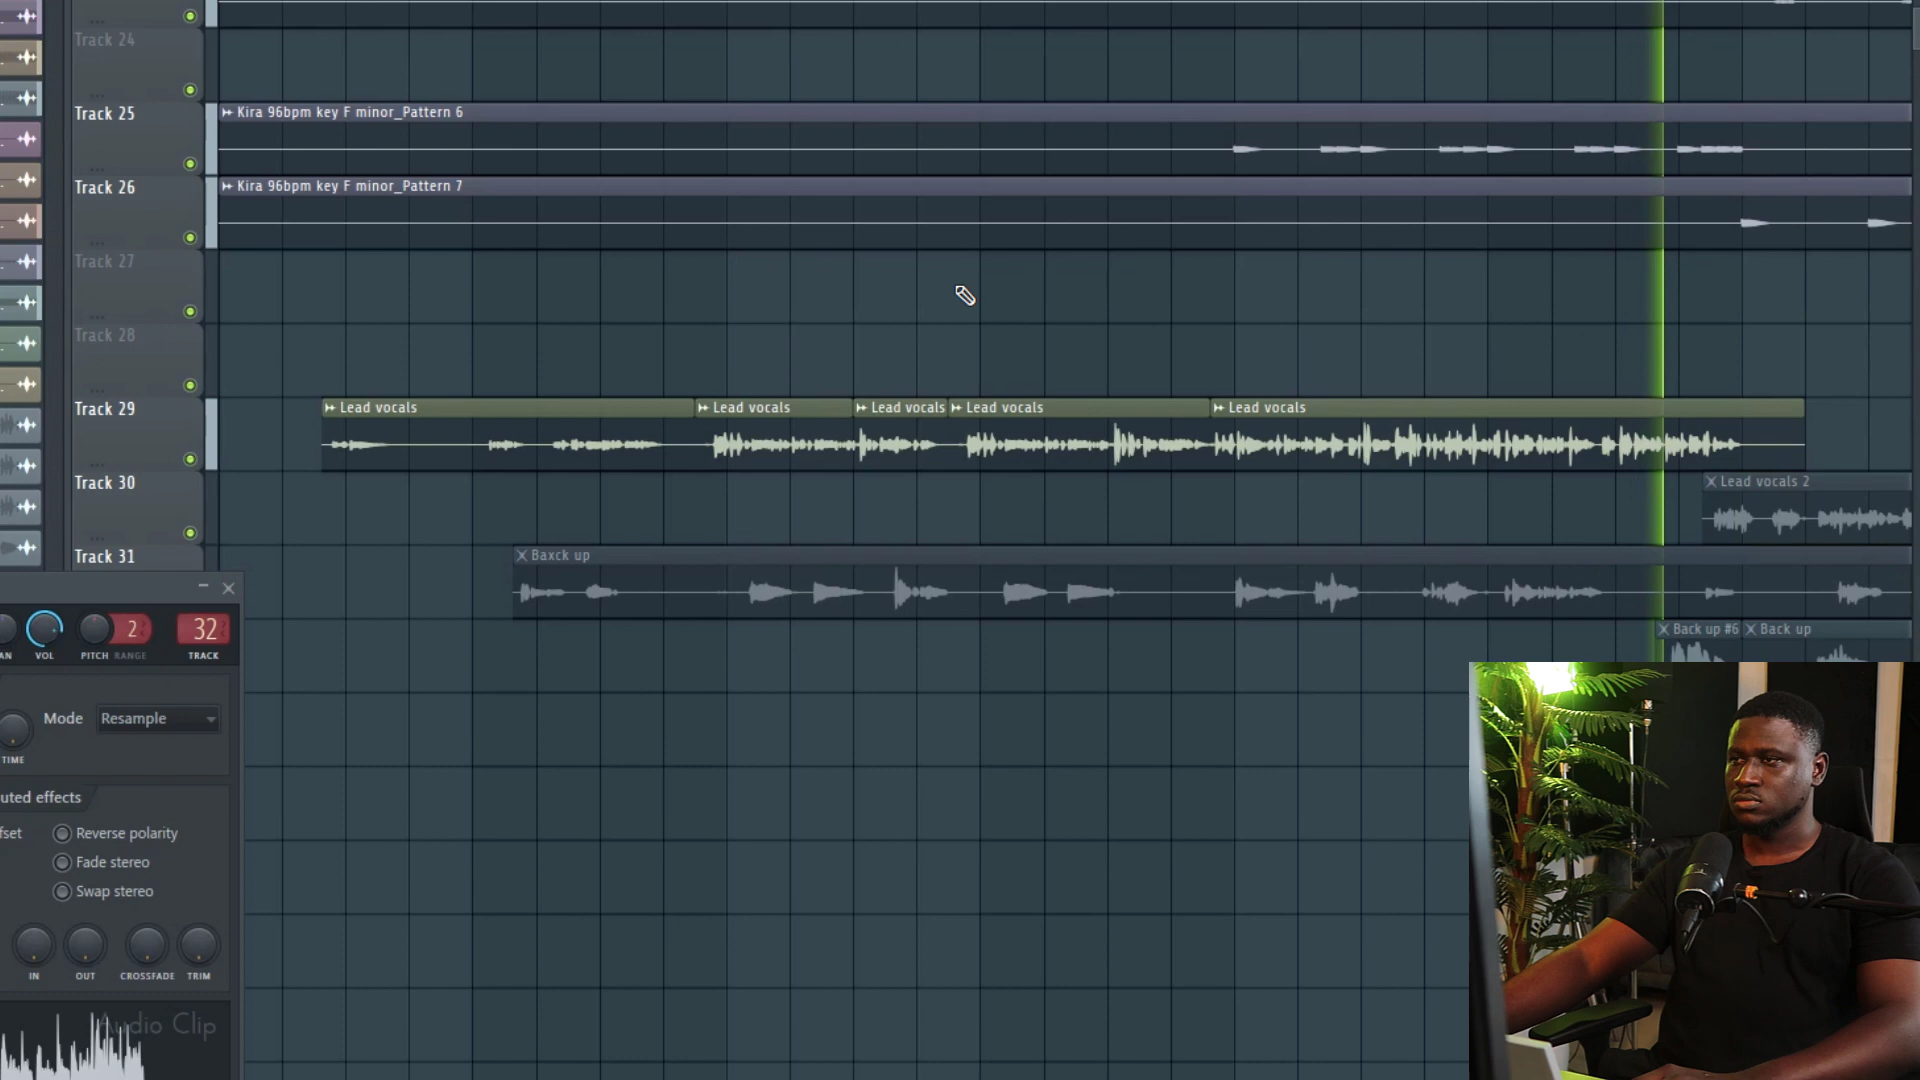 Track 24
Track 25
Kira 96bpm key F minor_Pattern 6
Track 26
Kira 96bpm key F minor_Pattern 7
Track 27
Track 28
Track 29
Lead vocals
Lead vocals
Lead vocals
Lead vocals
Lead vocals
Track 30
Lead vocals 2
Track 31
Baxck up
Back up #6
Back up
2
32
AN
VOL
PITCH
RANGE
TRACK
Mode
Resample
TIME
uted effects
fset
Reverse polarity
Fade stereo
Swap stereo
IN
OUT
CROSSFADE
TRIM
Audio Clip